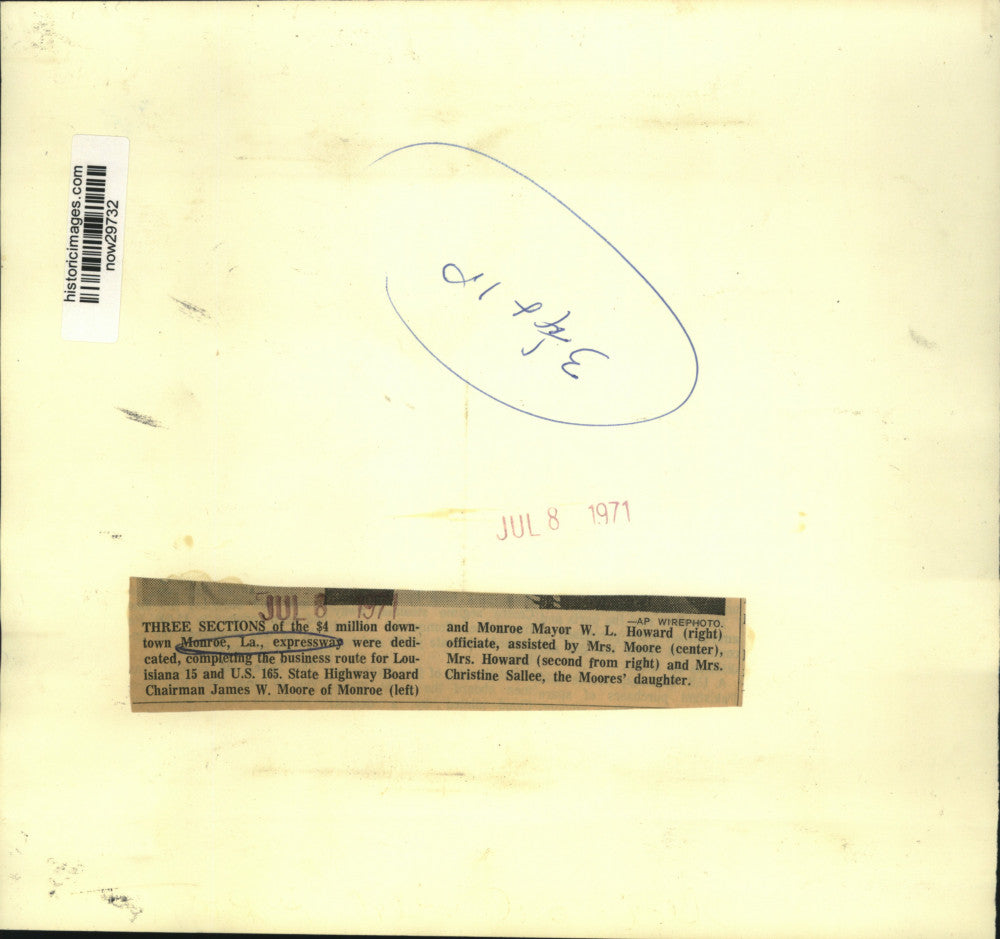 historicimages.com
now29732
JUL 8 1971
JUL 8 1971
—AP WIREPHOTO.
THREE SECTIONS of the $4 million down-
town Monroe, La., expressway were dedi-
cated, completing the business route for Lou-
isiana 15 and U.S. 165. State Highway Board
Chairman James W. Moore of Monroe (left)
and Monroe Mayor W. L. Howard (right)
officiate, assisted by Mrs. Moore (center),
Mrs. Howard (second from right) and Mrs.
Christine Sallee, the Moores' daughter.